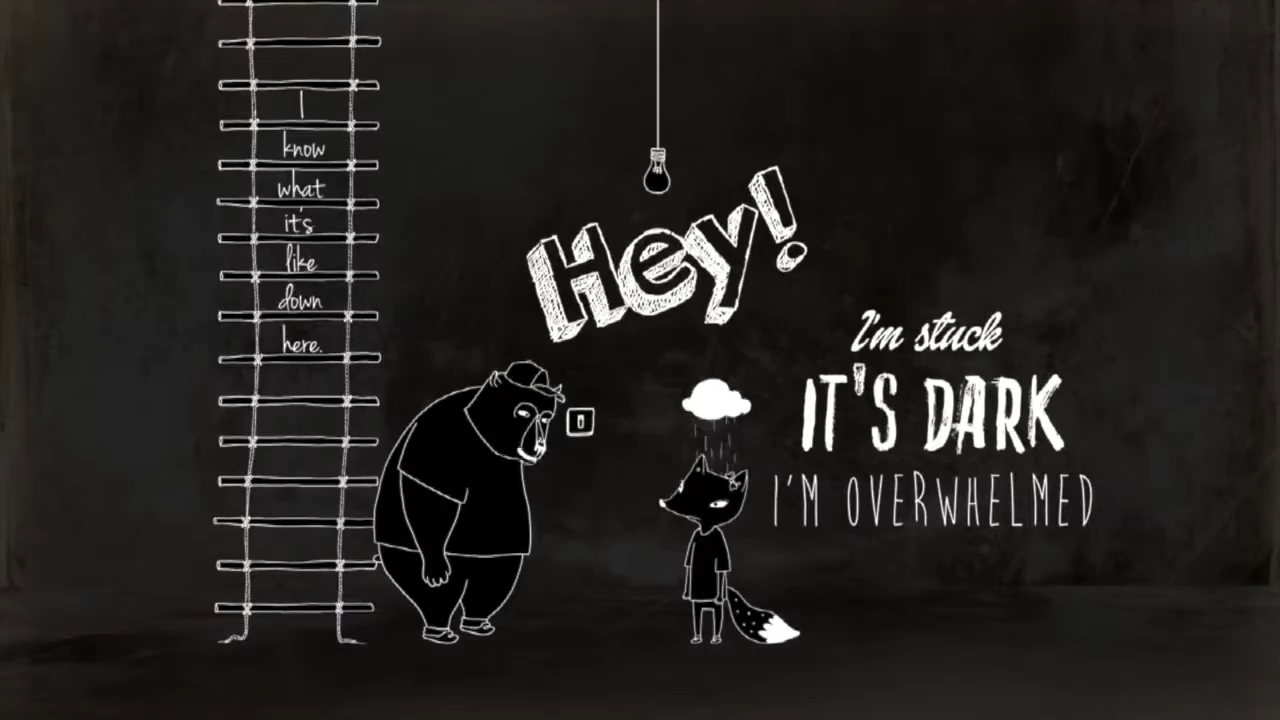 I
know
what
it's
like
down
here.
Hey!
I'm stuck
IT'S DARK
I'M OVERWHELMED